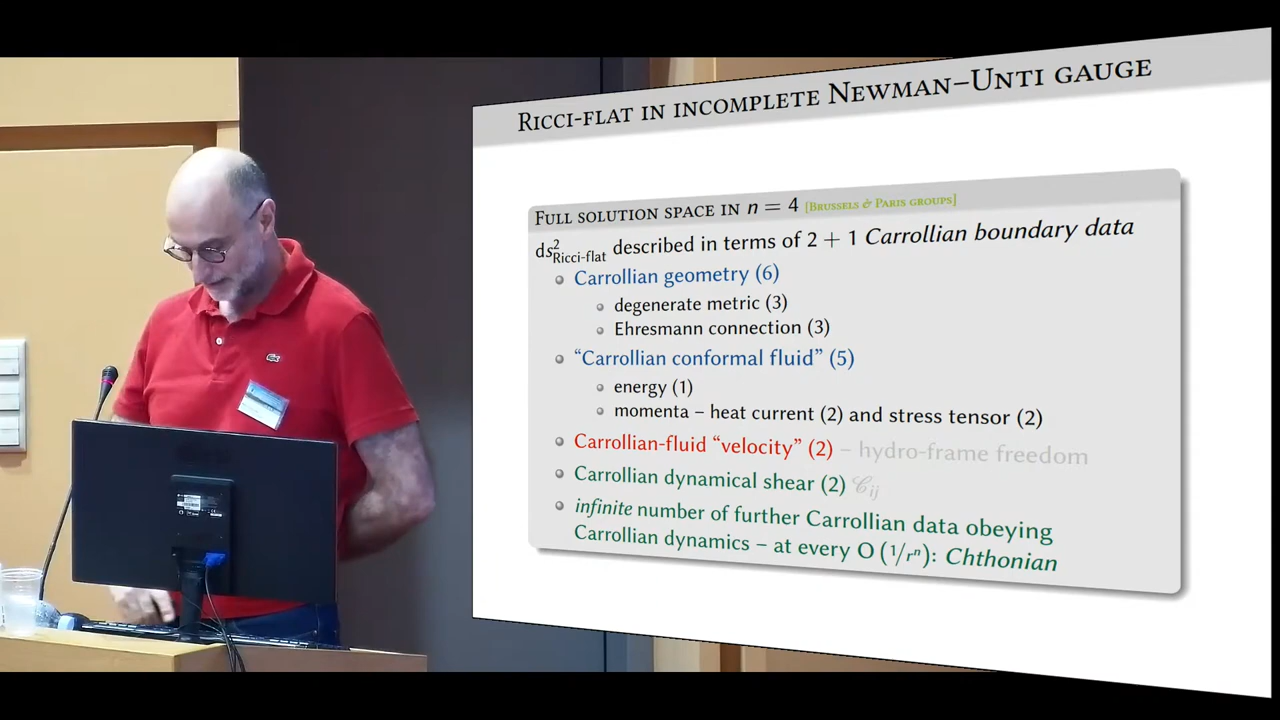 Ricci-flat in incomplete Newman–Unti gauge
Full solution space in n = 4 [Brussels & Paris groups]
ds²_Ricci-flat described in terms of 2 + 1 Carrollian boundary data
Carrollian geometry (6)
degenerate metric (3)
Ehresmann connection (3)
“Carrollian conformal fluid” (5)
energy (1)
momenta – heat current (2) and stress tensor (2)
Carrollian-fluid “velocity” (2) – hydro-frame freedom
Carrollian dynamical shear (2) 𝒞_ij
infinite number of further Carrollian data obeying
Carrollian dynamics – at every O (1/rⁿ): Chthonian